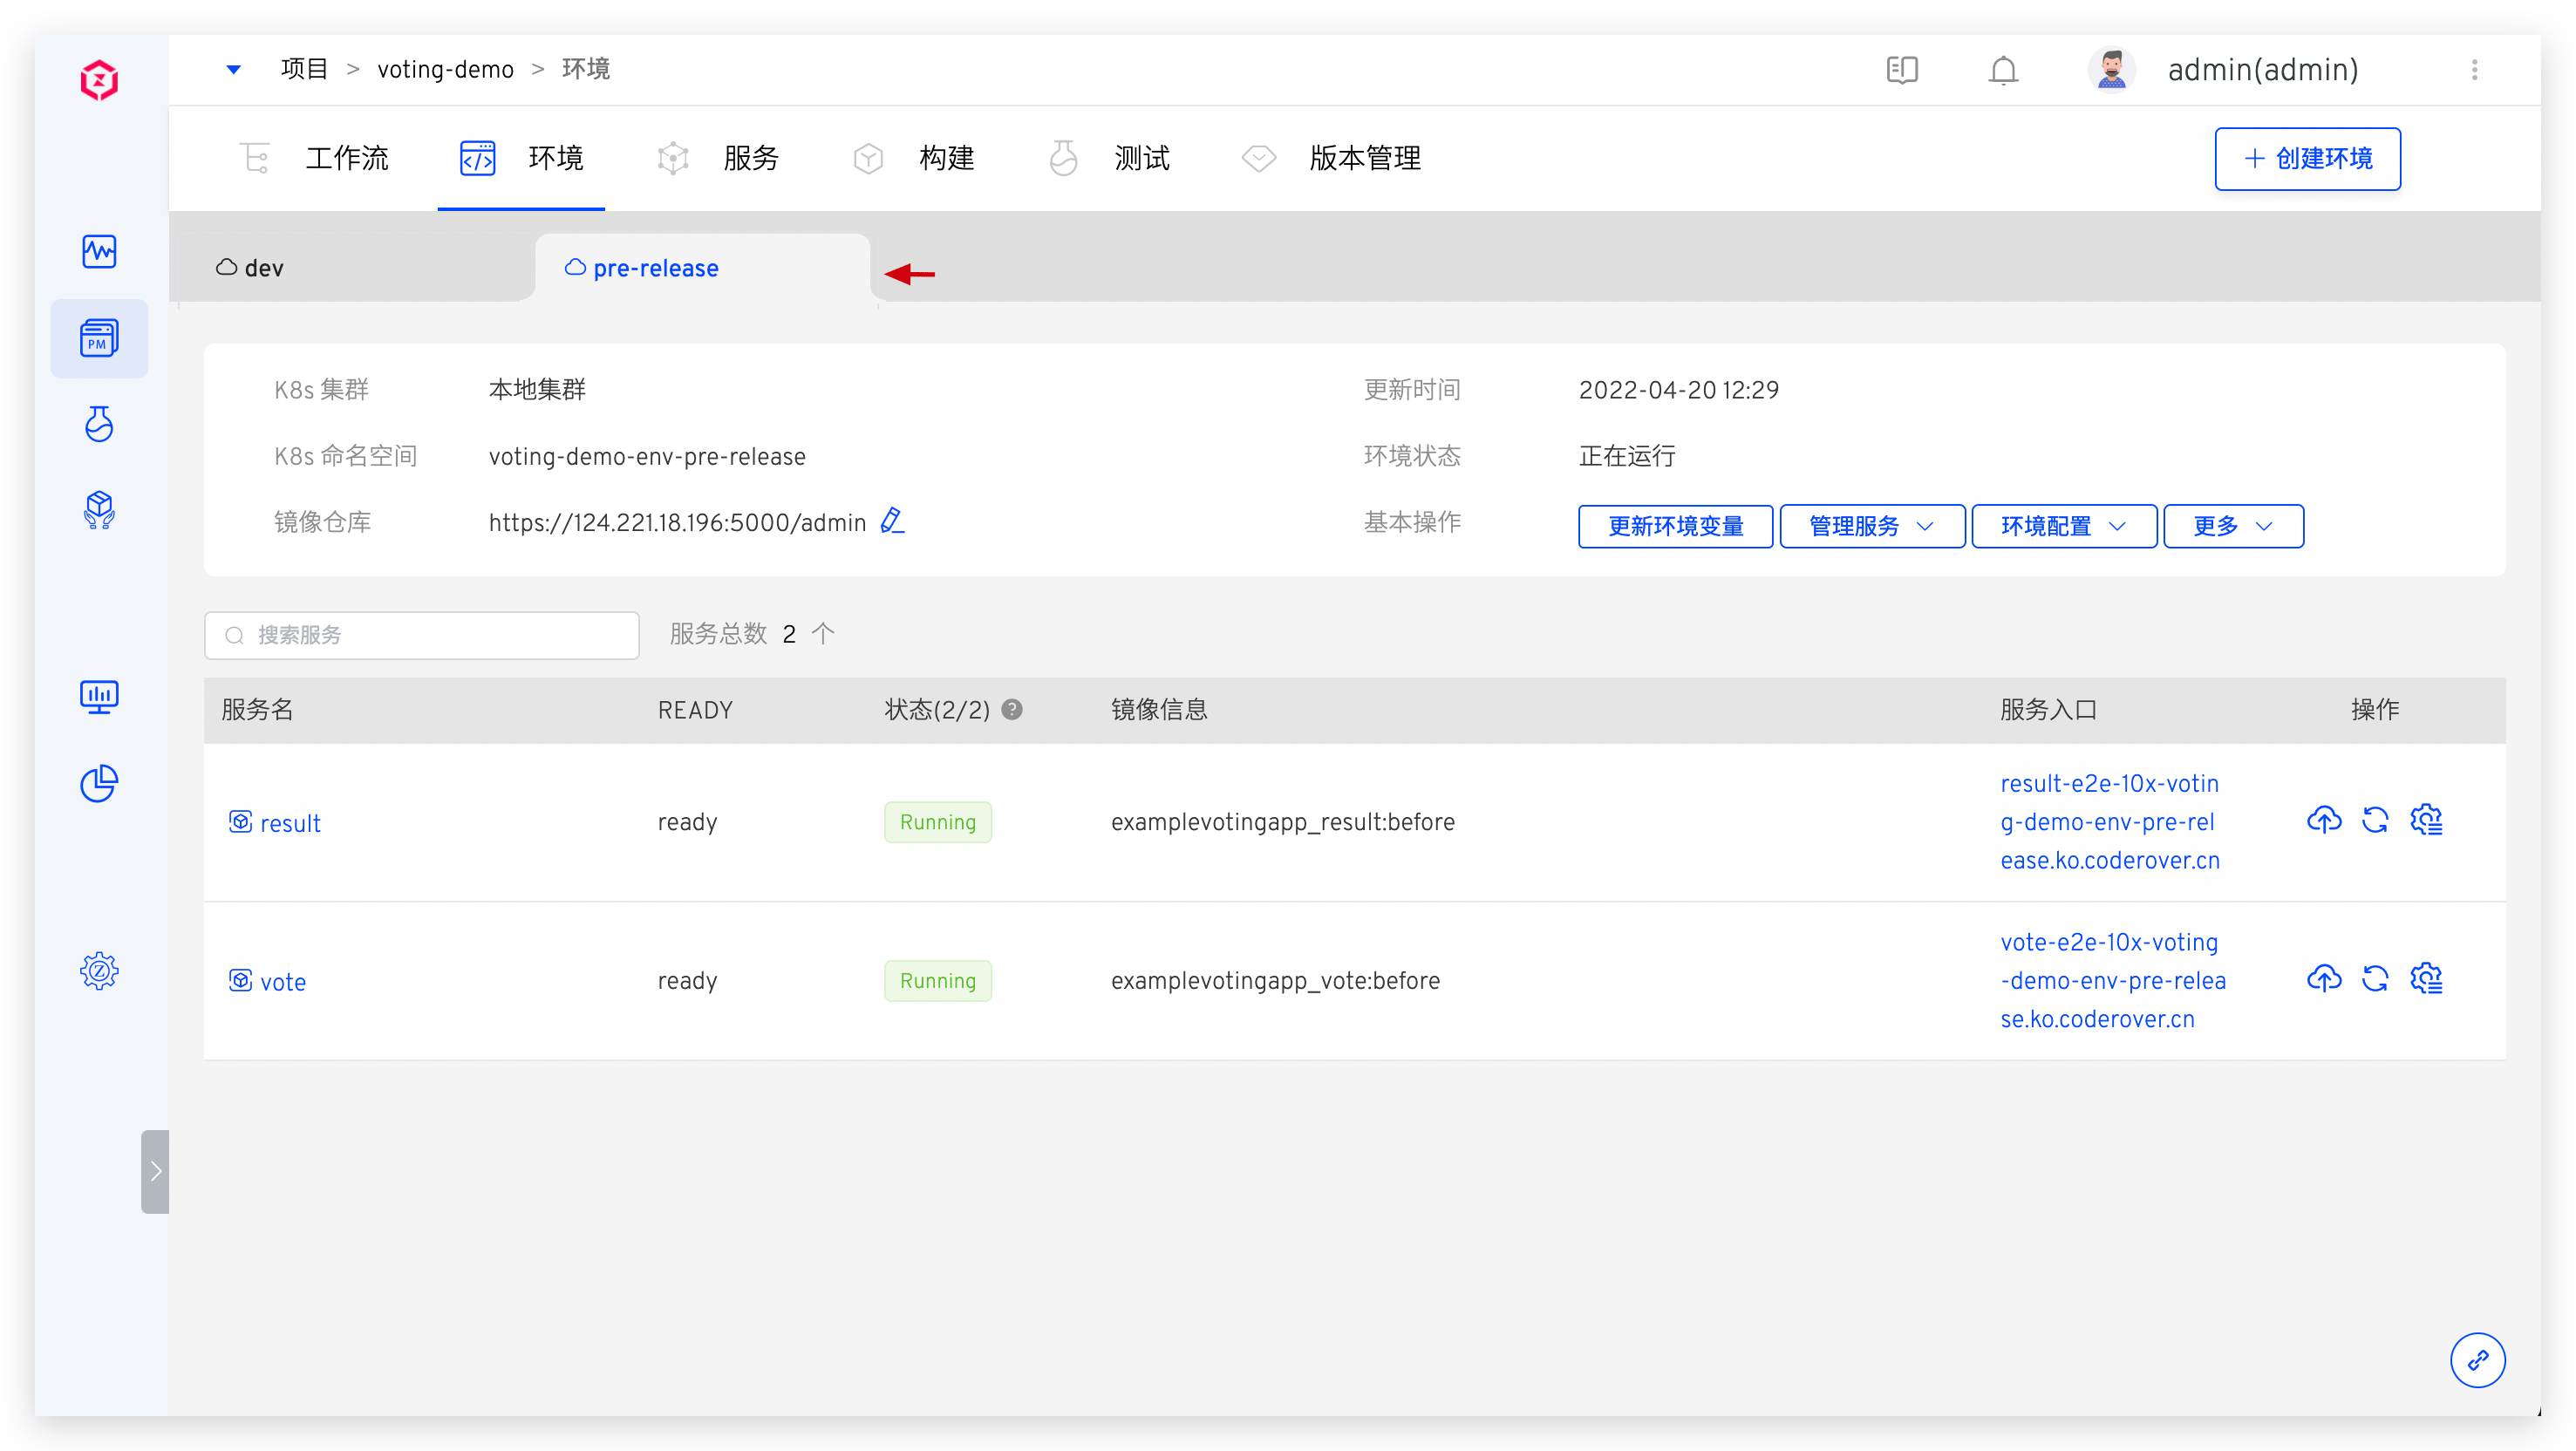 项目 > voting-demo > 环境
admin(admin)
工作流 环境 服务 构建 测试 版本管理
+ 创建环境
dev
pre-release
PM
K8s 集群 本地集群
更新时间 2022-04-20 12:29
K8s 命名空间 voting-demo-env-pre-release
环境状态 正在运行
镜像仓库 https://124.221.18.196:5000/admin
基本操作 更新环境变量 管理服务 环境配置 更多
搜索服务 服务总数 2 个
服务名 READY 状态(2/2) ? 镜像信息 服务入口 操作
result ready Running examplevotingapp_result:before
result-e2e-10x-votin
g-demo-env-pre-rel
ease.ko.coderover.cn
vote ready Running examplevotingapp_vote:before
vote-e2e-10x-voting
-demo-env-pre-relea
se.ko.coderover.cn